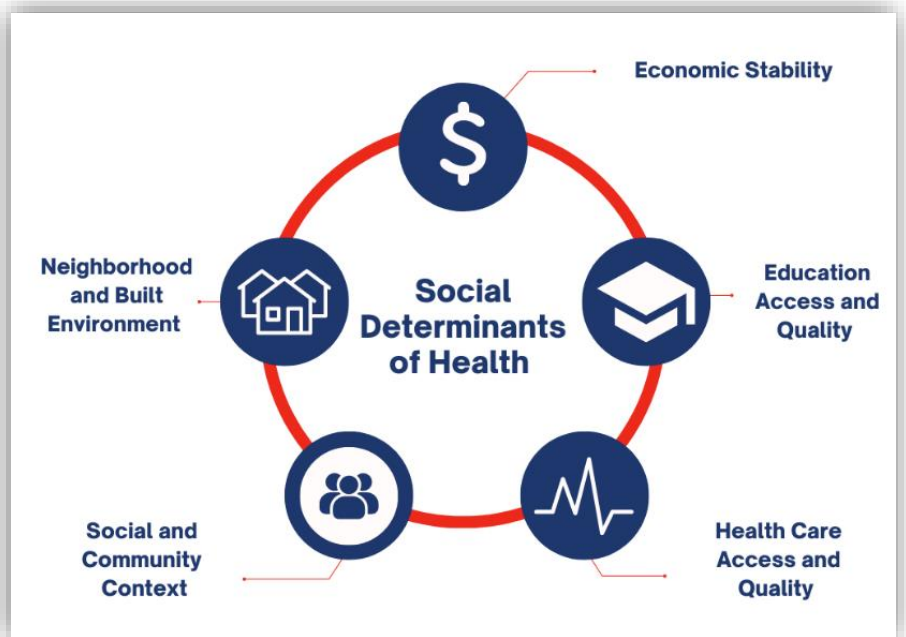 Economic Stability
$
Neighborhood
and Built
Environment
Social
Determinants
of Health
Education
Access and
Quality
Social and
Community
Context
Health Care
Access and
Quality